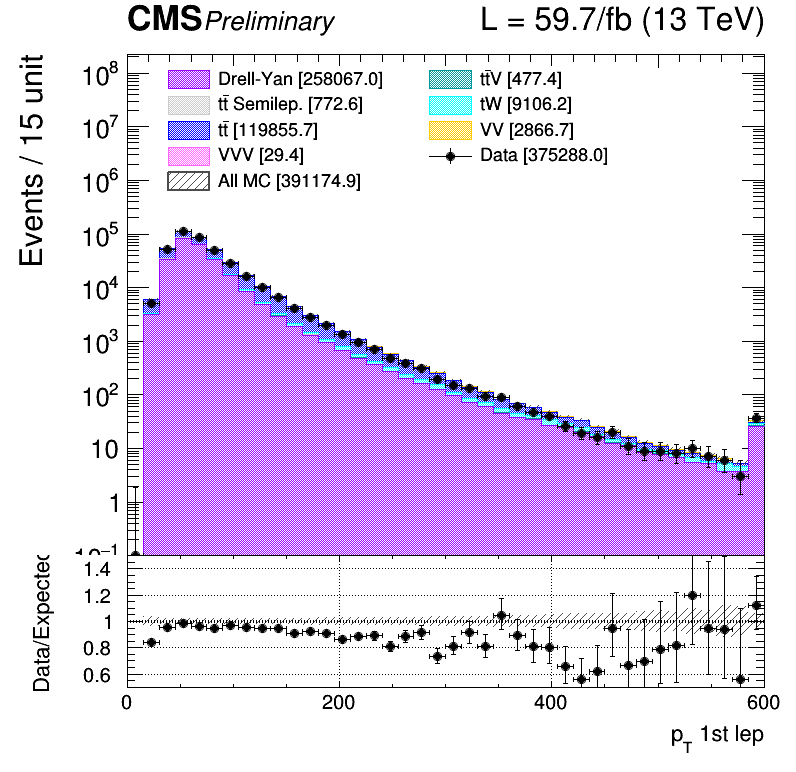 CMS Preliminary L = 59.7/fb (13 TeV)
Events / 15 unit
10^8
10^7
10^6
10^5
10^4
10^3
10^2
10
1
10^-1
Drell-Yan [258067.0]
tt̄ Semilep. [772.6]
tt̄ [119855.7]
VVV [29.4]
All MC [391174.9]
tt̄V [477.4]
tW [9106.2]
VV [2866.7]
Data [375288.0]
Data/Expected
1.4
1.2
1
0.8
0.6
0 200 400 600
p_T 1st lep